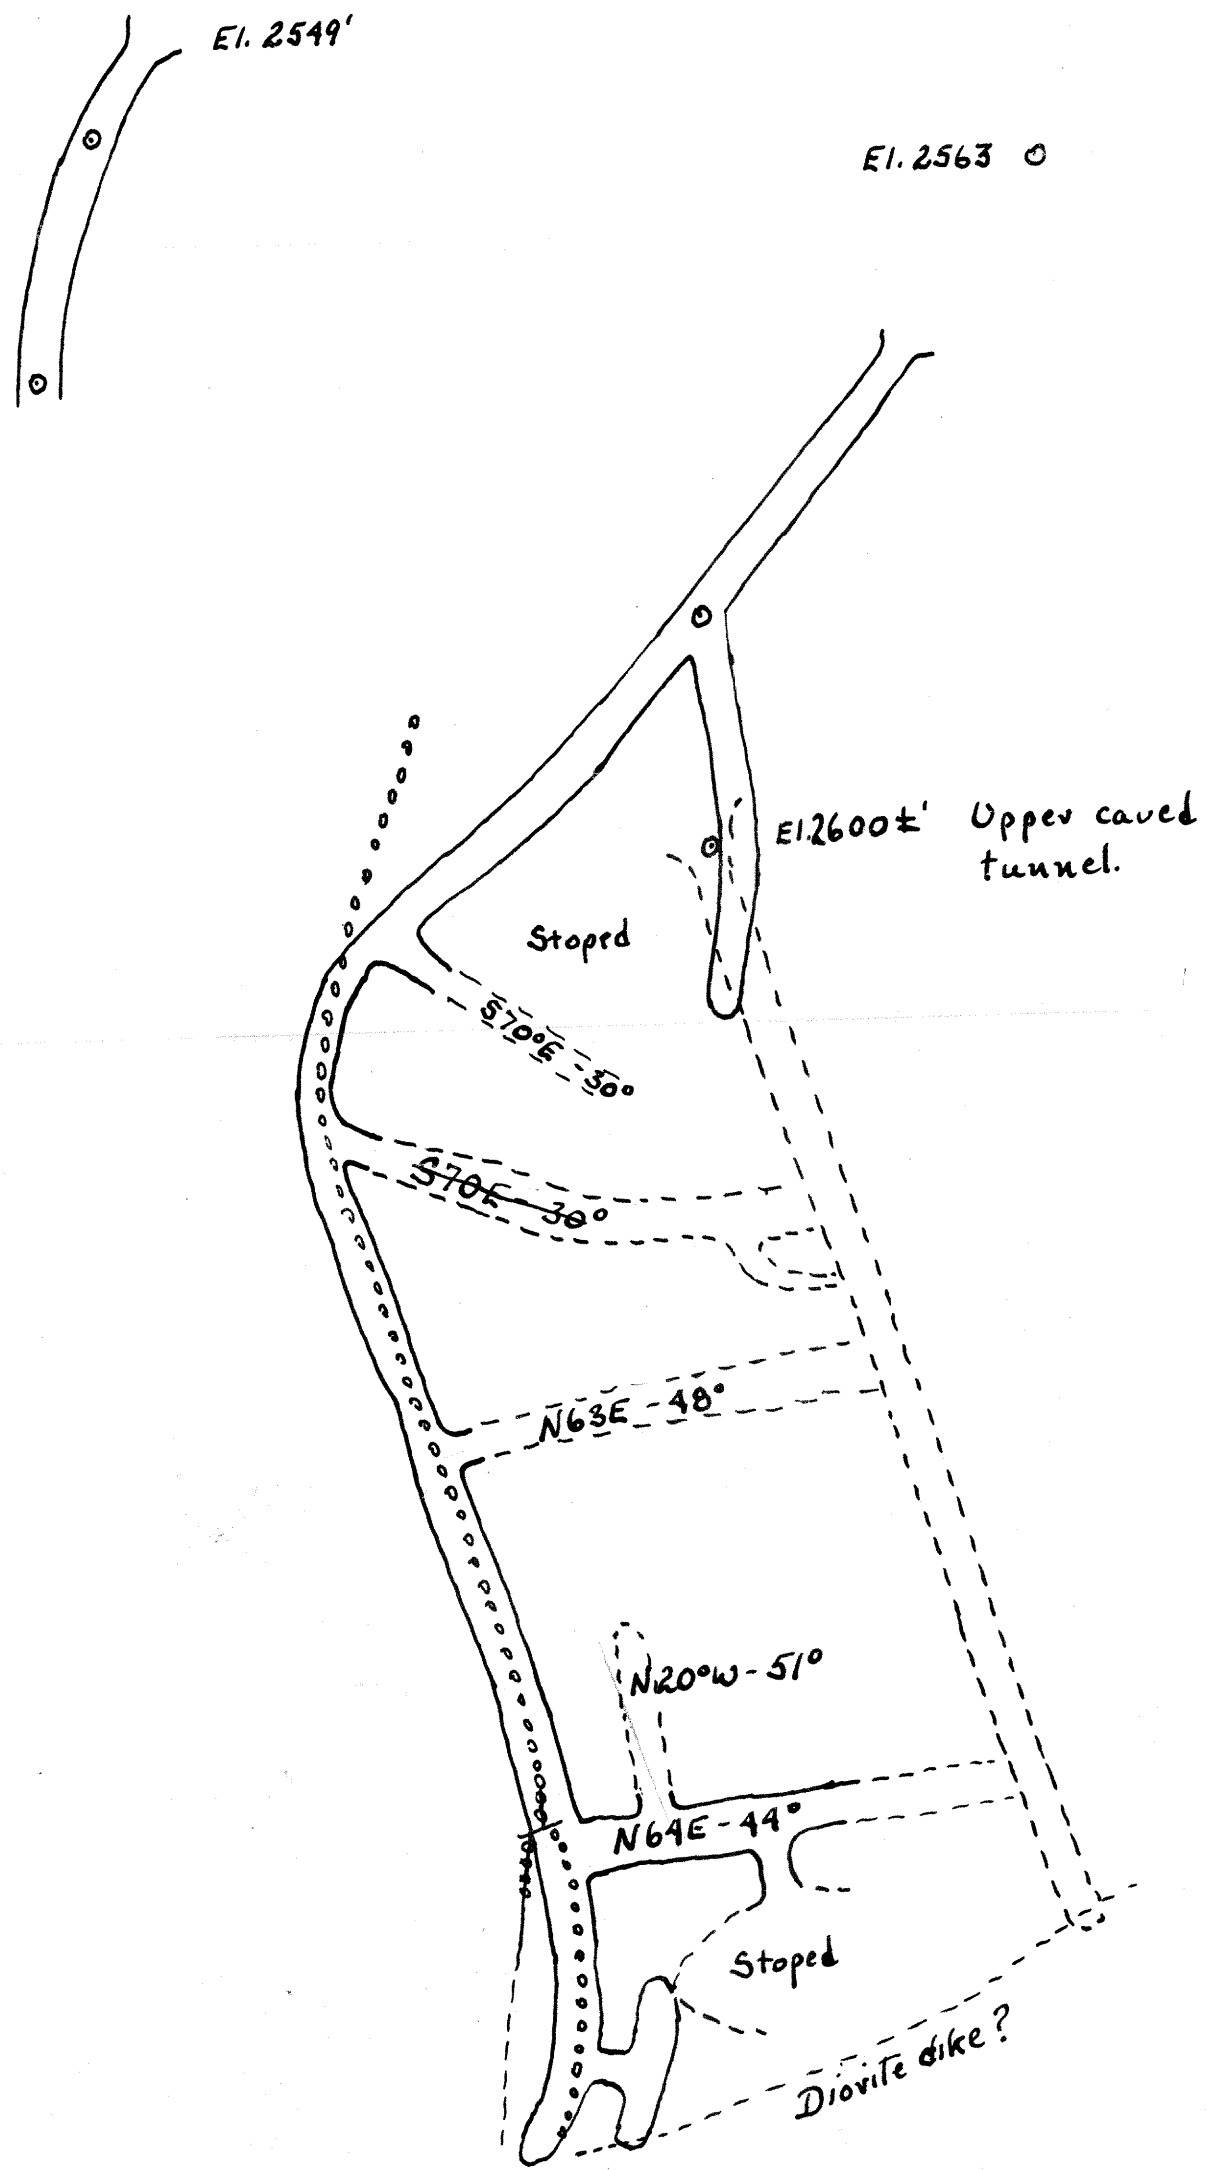 El. 2549'
El. 2563
El. 2600±' Upper caved
tunnel.
Stoped
S70°E - 30°
S70E - 30°
N63E - 48°
N20°W - 51°
N64E - 44°
Stoped
Diorite dike?